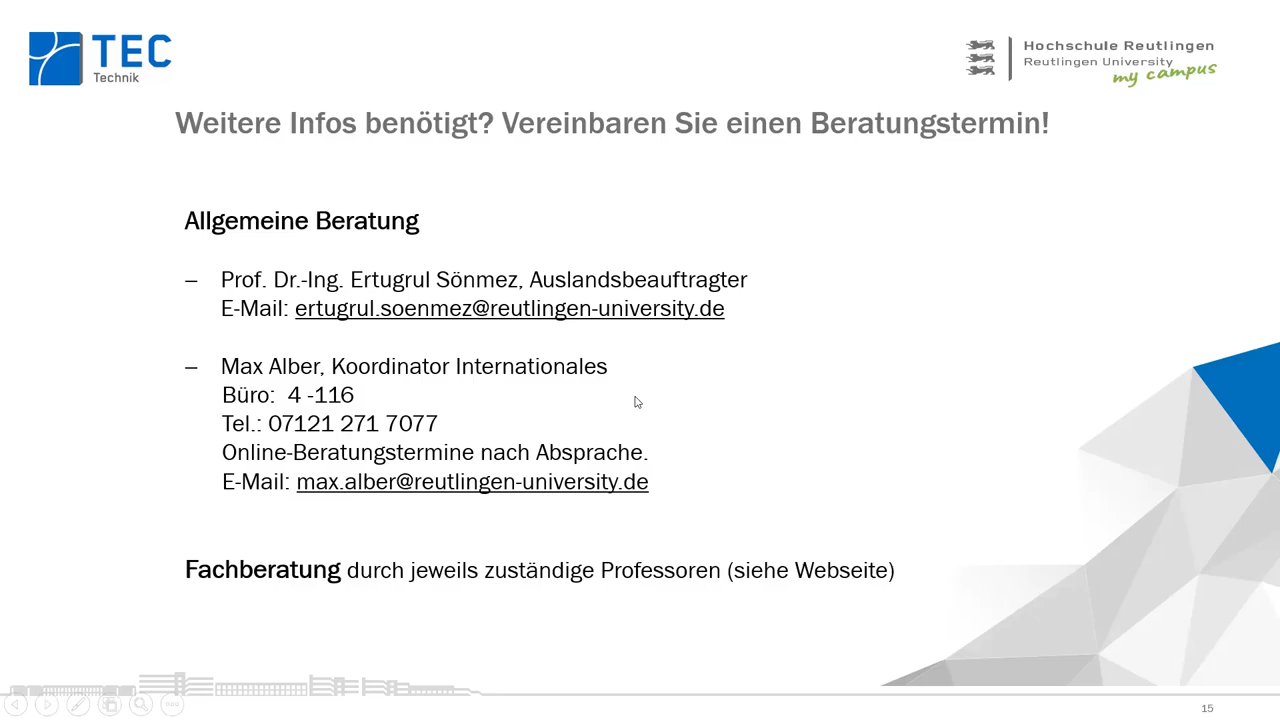 TEC
Technik
Hochschule Reutlingen
Reutlingen University
my campus
Weitere Infos benötigt? Vereinbaren Sie einen Beratungstermin!
Allgemeine Beratung
– Prof. Dr.-Ing. Ertugrul Sönmez, Auslandsbeauftragter
E-Mail: ertugrul.soenmez@reutlingen-university.de
– Max Alber, Koordinator Internationales
Büro: 4 -116
Tel.: 07121 271 7077
Online-Beratungstermine nach Absprache.
E-Mail: max.alber@reutlingen-university.de
Fachberatung durch jeweils zuständige Professoren (siehe Webseite)
15